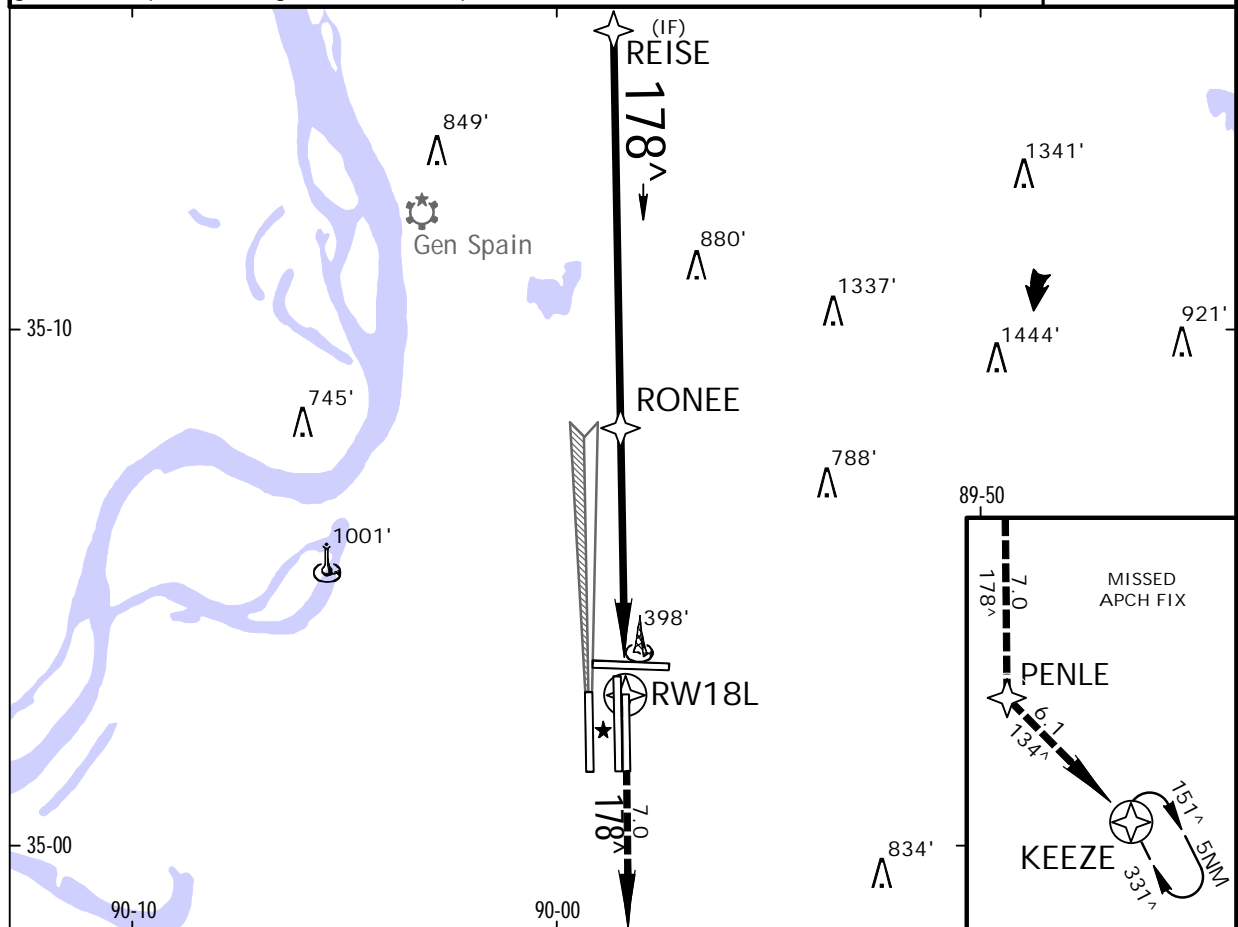 (IF)
REISE
178^
849'
1341'
Gen Spain
880'
1337'
921'
35-10
1444'
745'
RONEE
788'
89-50
1001'
7.0
178^
MISSED
APCH FIX
398'
PENLE
RW18L
6.1
134^
7.0
178^
151^
5NM
35-00
834'
KEEZE
331^
90-10
90-00